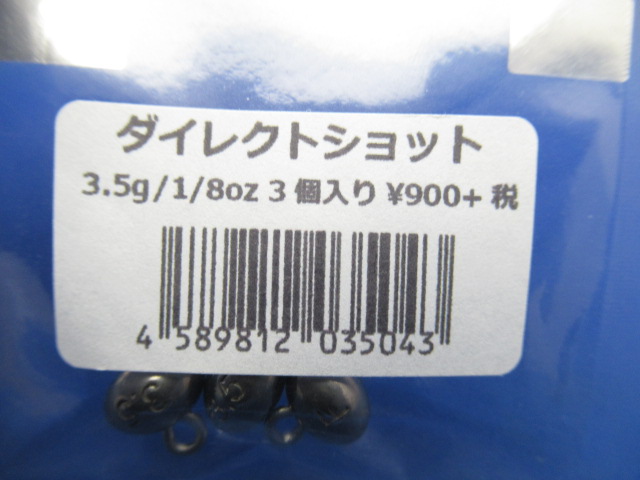 ダイレクトショット
3.5g/1/8oz 3個入り ¥900+税
4 589812 035043